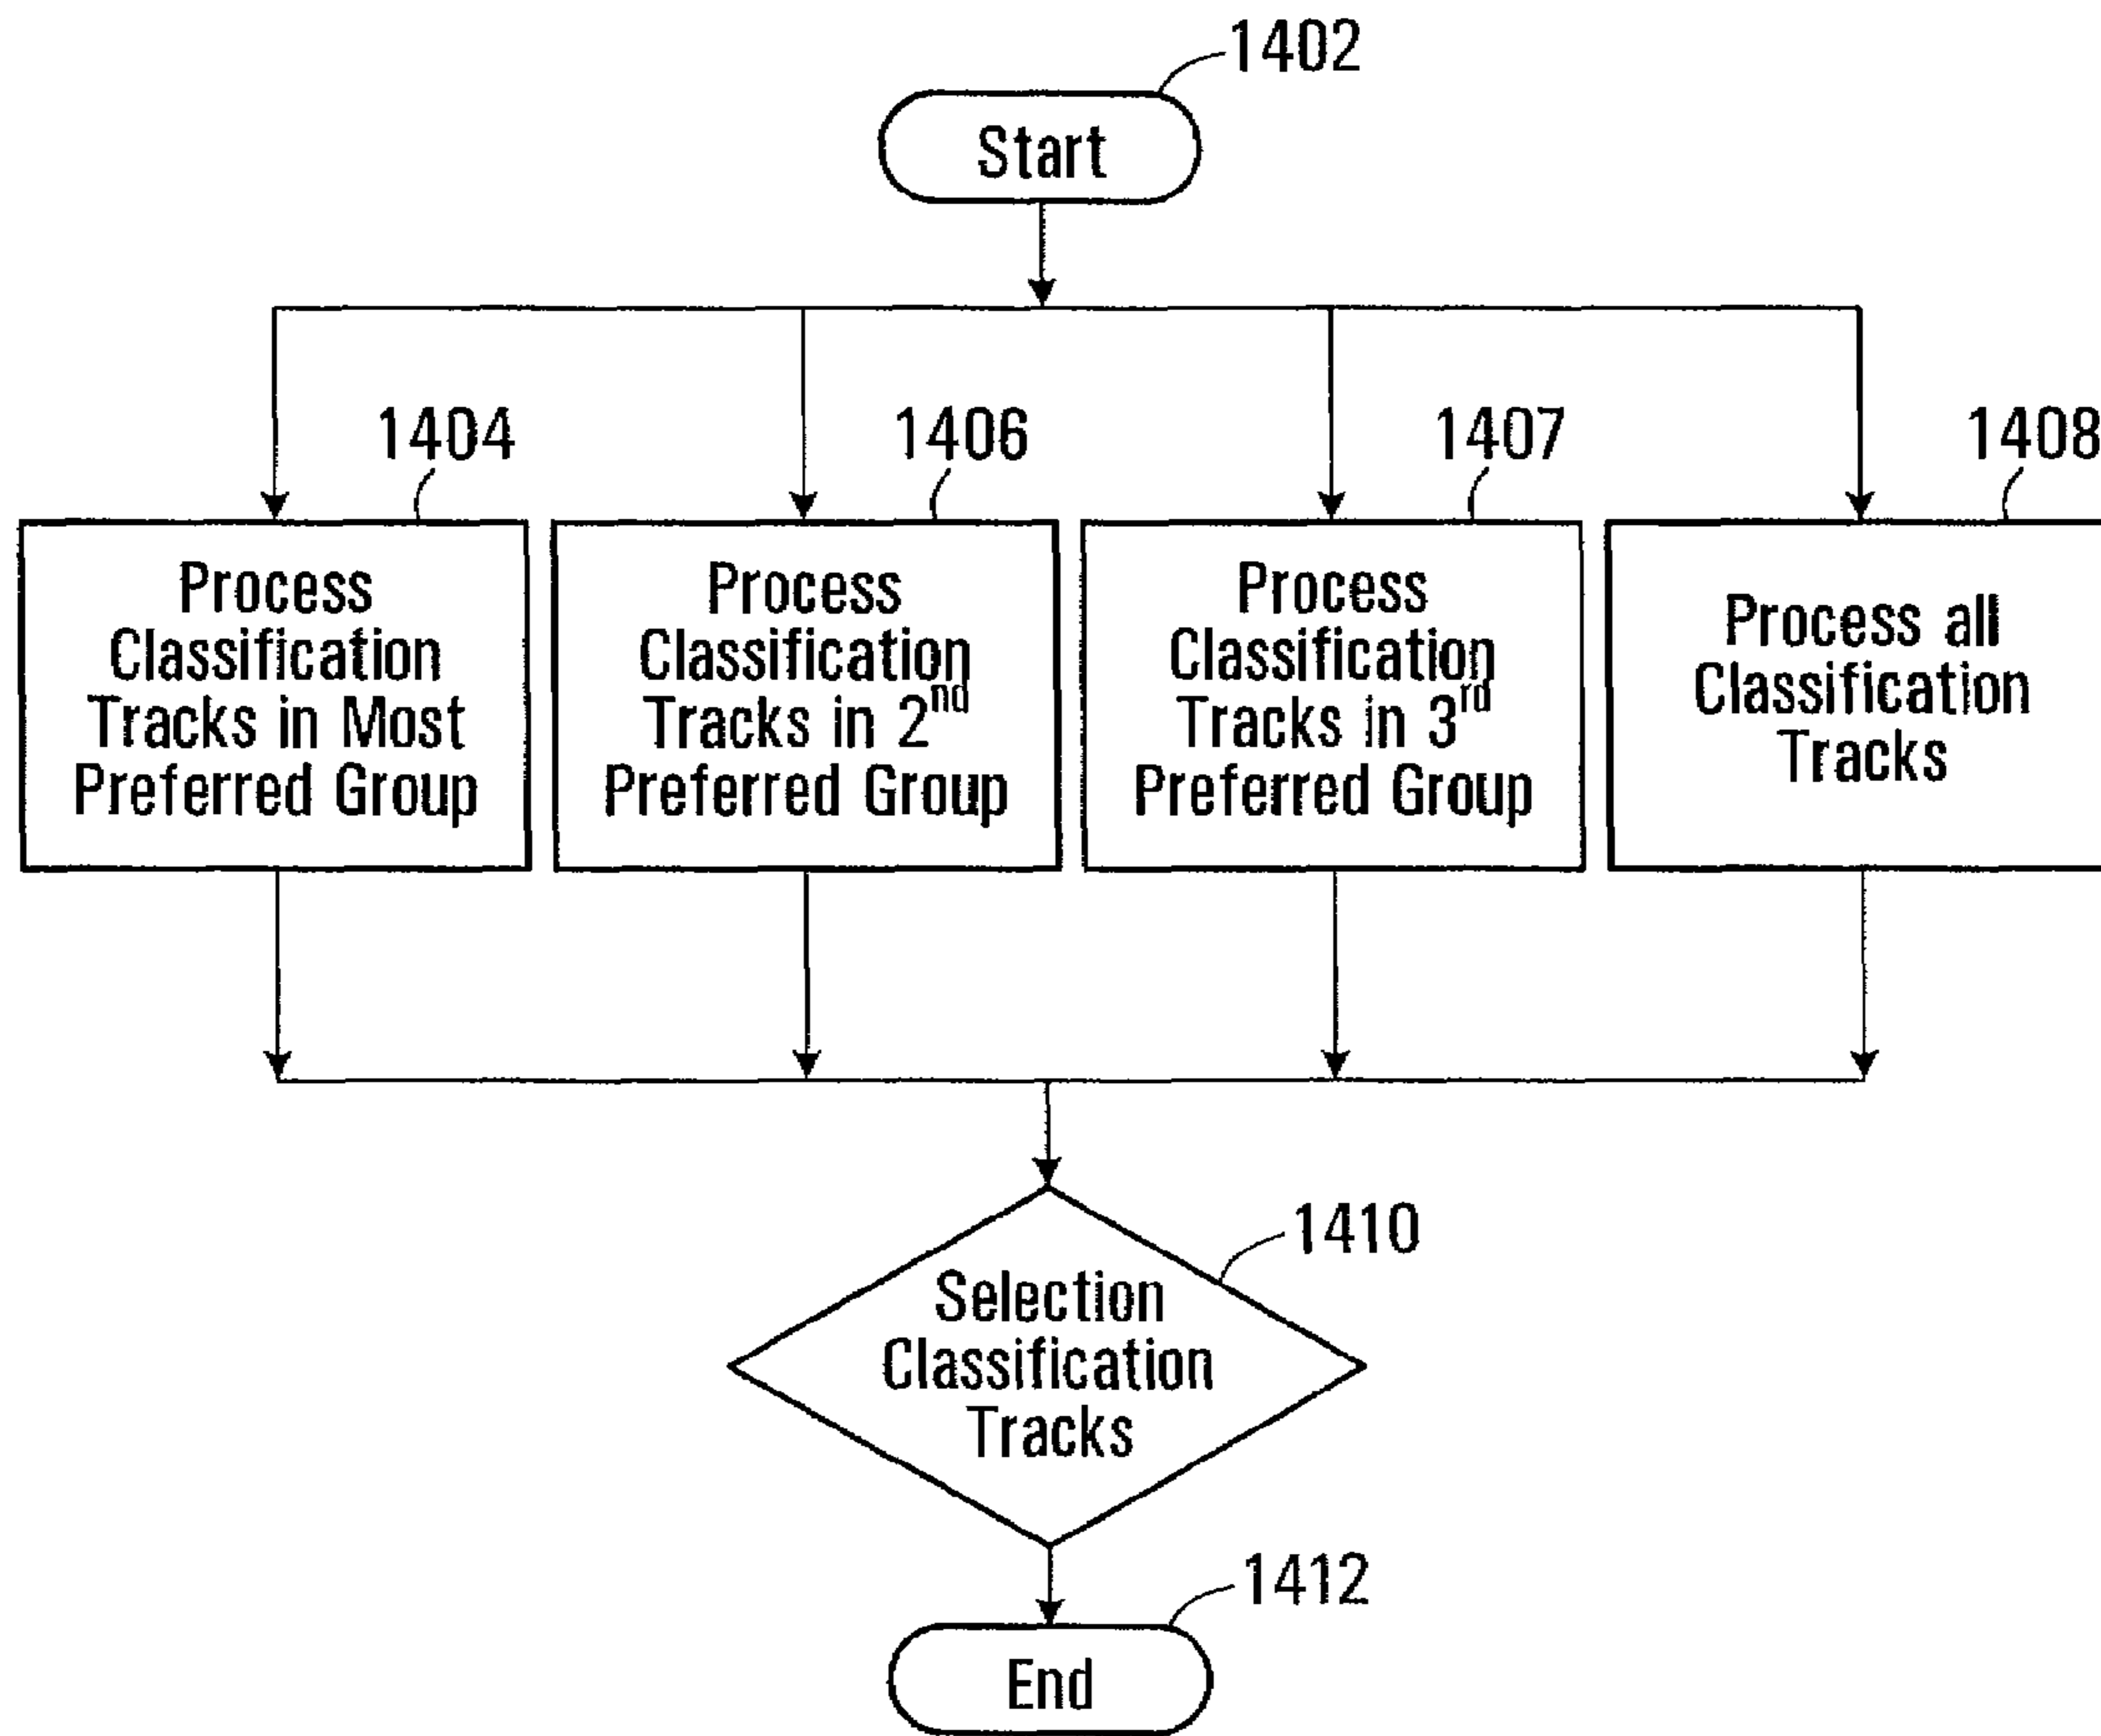 1402
Start
1404
1406
1407
1408
Process
Classification
Tracks in Most
Preferred Group
Process
Classification
Tracks in 2nd
Preferred Group
Process
Classification
Tracks in 3rd
Preferred Group
Process all
Classification
Tracks
1410
Selection
Classification
Tracks
1412
End